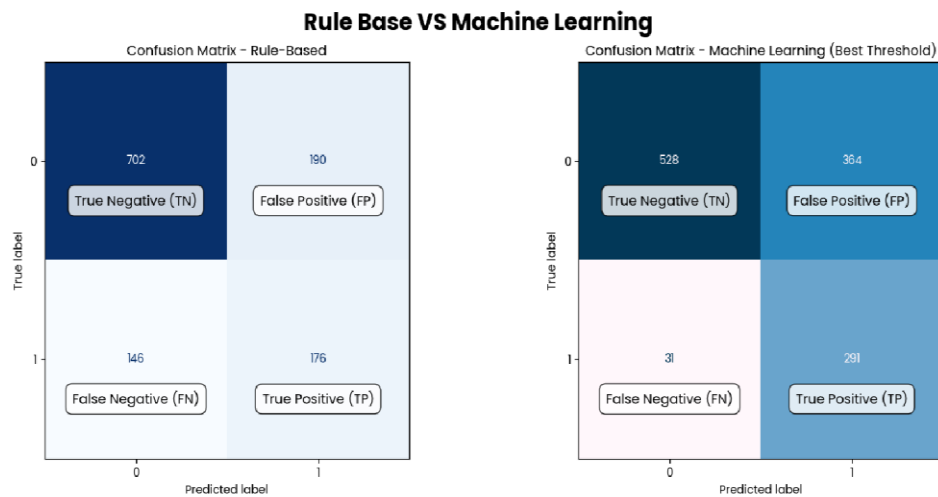 Rule Base VS Machine Learning
Confusion Matrix - Rule-Based
True label
0
702
190
True Negative (TN)
False Positive (FP)
1
146
176
False Negative (FN)
True Positive (TP)
0
1
Predicted label
Confusion Matrix - Machine Learning (Best Threshold)
True label
0
528
364
True Negative (TN)
False Positive (FP)
1
31
291
False Negative (FN)
True Positive (TP)
0
1
Predicted label